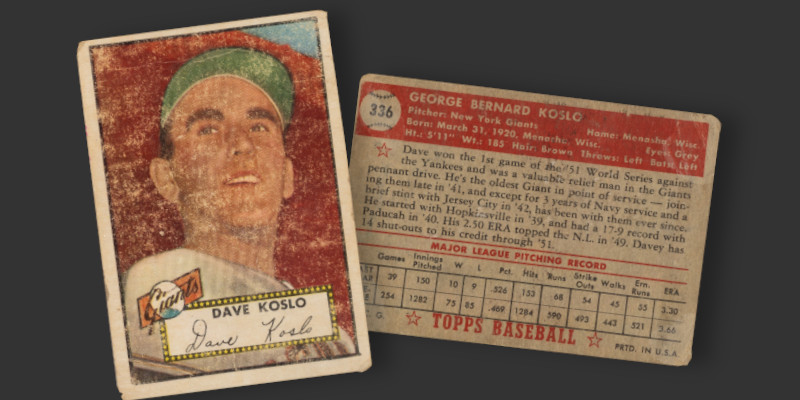 Giants
DAVE KOSLO
Dave Koslo
336
GEORGE BERNARD KOSLO
Pitcher: New York Giants Home: Menasha, Wisc.
Born: March 31, 1920, Menasha, Wisc. Eyes: Grey
Ht.: 5'11" Wt.: 185 Hair: Brown Throws: Left Bats: Left
Dave won the 1st game of the '51 World Series against
the Yankees and was a valuable relief man in the Giants
pennant drive. He's the oldest Giant in point of service — join-
ing them late in '41, and except for 3 years of Navy service and a
brief stint with Jersey City in '42, has been with them ever since.
He started with Hopkinsville in '39, and had a 17-9 record with
Paducah in '40. His 2.50 ERA topped the N.L. in '49. Davey has
14 shut-outs to his credit through '51.
MAJOR LEAGUE PITCHING RECORD
Games Innings Pitched W L Pct. Hits Runs Strike Outs Walks Ern. Runs ERA
39 150 10 9 .526 153 68 54 45 55 3.30
254 1282 75 85 .469 1284 590 493 443 521 3.66
C. G. TOPPS BASEBALL PRTD. IN U.S.A.